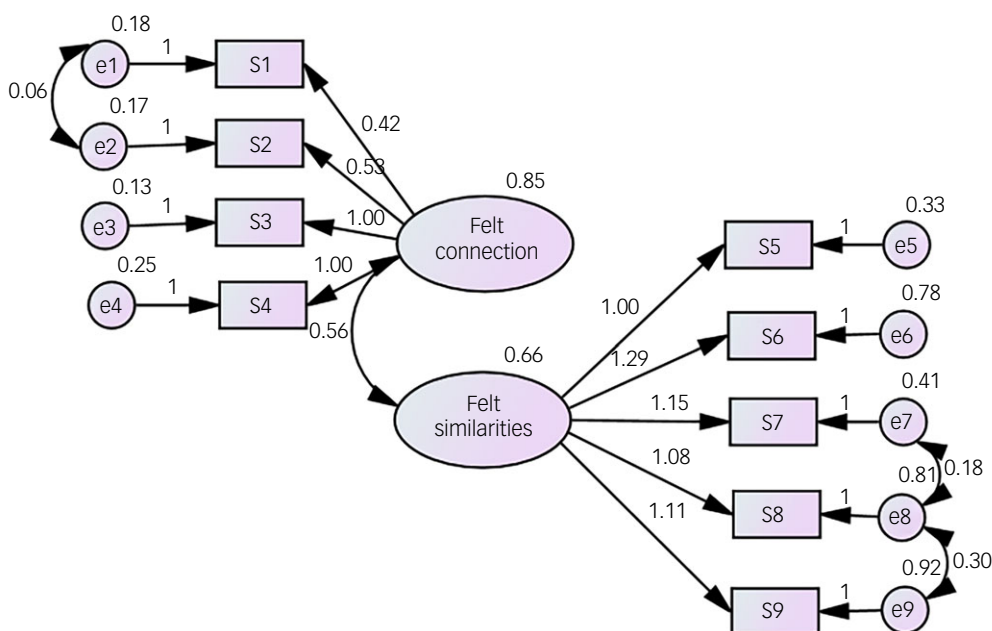 0.18
e1
1
S1
0.06
0.17
e2
1
S2
0.42
0.53
0.13
e3
1
S3
1.00
0.25
e4
1
S4
1.00
0.85
Felt
connection
0.56
0.66
Felt
similarities
1.00
S5
1
0.33
e5
1.29
S6
1
0.78
e6
1.15
S7
1
0.41
e7
1.08
S8
1
0.81
0.18
e8
1.11
S9
1
0.92
0.30
e9